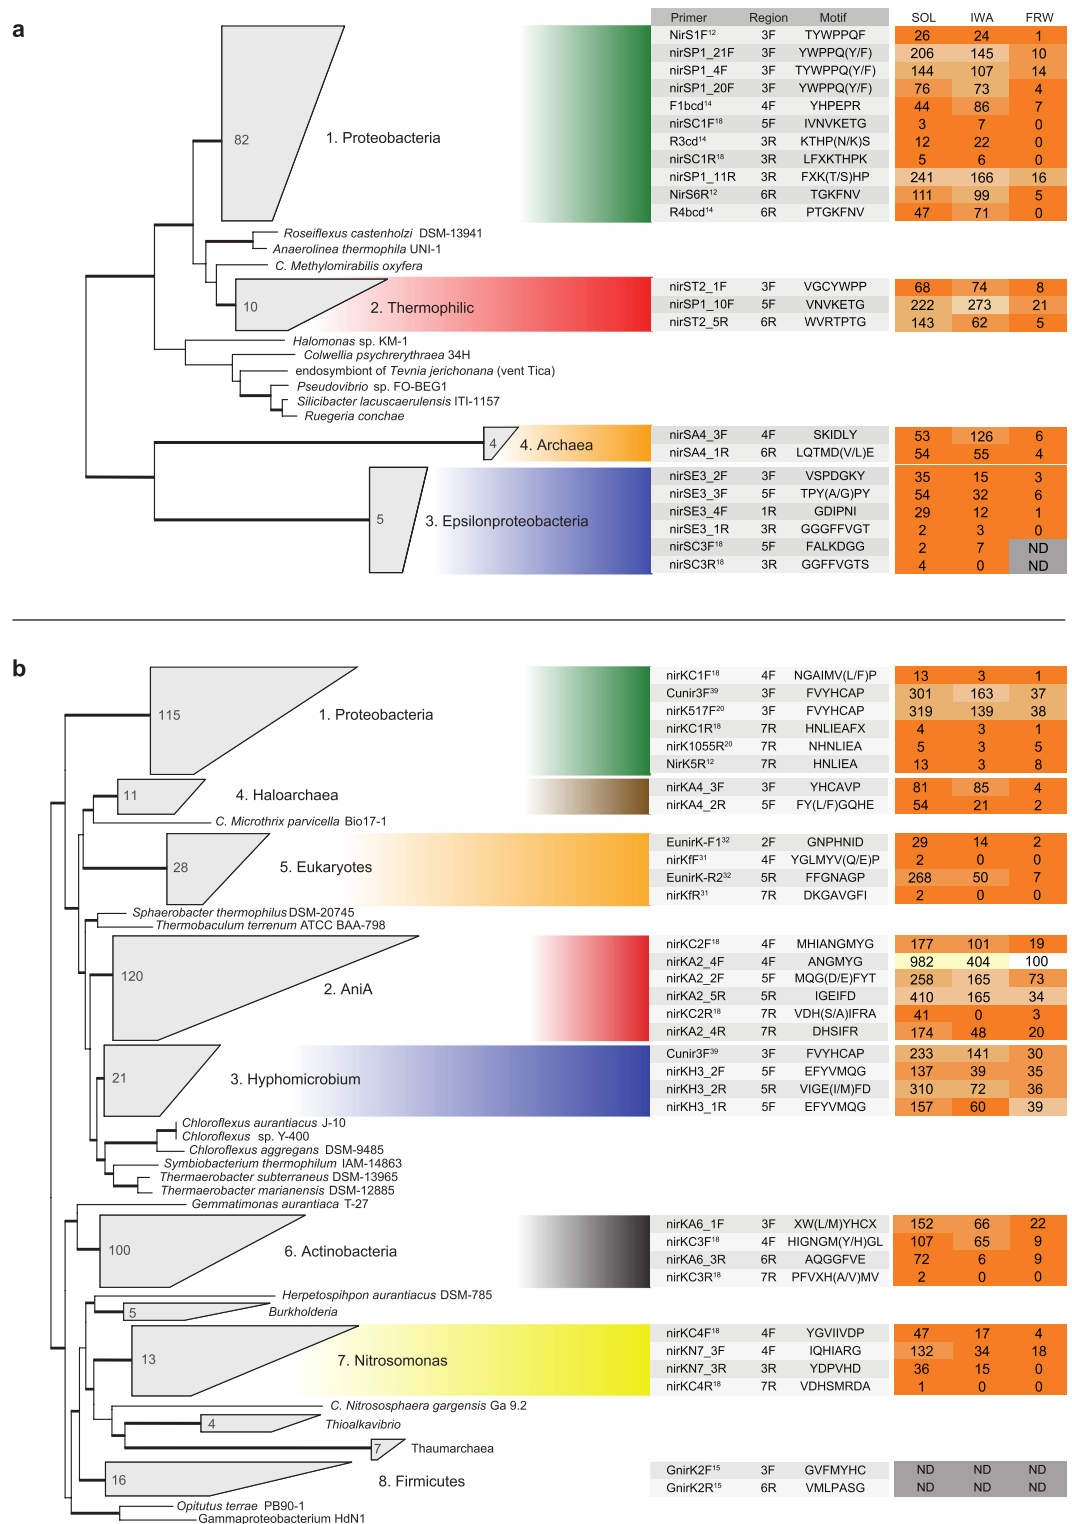 a
Primer Region Motif SOL IWA FRW
NirS1F12 3F TYWPPQF 26 24 1
nirSP1_21F 3F YWPPQ(Y/F) 206 145 10
nirSP1_4F 3F TYWPPQ(Y/F) 144 107 14
nirSP1_20F 3F YWPPQ(Y/F) 76 73 4
F1bcd14 4F YHPEPR 44 86 7
nirSC1F18 5F IVNVKETG 3 7 0
82 1. Proteobacteria R3cd14 3R KTHP(N/K)S 12 22 0
nirSC1R18 3R LFXKTHPK 5 6 0
nirSP1_11R 3R FXK(T/S)HP 241 166 16
NirS6R12 6R TGKFNV 111 99 5
R4bcd14 6R PTGKFNV 47 71 0
Roseiflexus castenholzi DSM-13941
Anaerolinea thermophila UNI-1
C. Methylomirabilis oxyfera
nirST2_1F 3F VGCYWPP 68 74 8
10 2. Thermophilic nirSP1_10F 5F VNVKETG 222 273 21
nirST2_5R 6R WVRTPTG 143 62 5
Halomonas sp. KM-1
Colwellia psychrerythraea 34H
endosymbiont of Tevnia jerichonana (vent Tica)
Pseudovibrio sp. FO-BEG1
Silicibacter lacuscaerulensis ITI-1157
Ruegeria conchae
nirSA4_3F 4F SKIDLY 53 126 6
4 4. Archaea nirSA4_1R 6R LQTMD(V/L)E 54 55 4
nirSE3_2F 3F VSPDGKY 35 15 3
nirSE3_3F 5F TPY(A/G)PY 54 32 6
nirSE3_4F 1R GDIPNI 29 12 1
5 3. Epsilonproteobacteria
nirSE3_1R 3R GGGFFVGT 2 3 0
nirSC3F18 5F FALKDGG 2 7 ND
nirSC3R18 3R GGFFVGTS 4 0 ND
b
nirKC1F18 4F NGAIMV(L/F)P 13 3 1
Cunir3F39 3F FVYHCAP 301 163 37
115 1. Proteobacteria nirK517F20 3F FVYHCAP 319 139 38
nirKC1R18 7R HNLIEAFX 4 3 1
nirK1055R20 7R NHNLIEA 5 3 5
NirK5R12 7R HNLIEA 13 3 8
nirKA4_3F 3F YHCAVP 81 85 4
11 4. Haloarchaea nirKA4_2R 5F FY(L/F)GQHE 54 21 2
C. Microthrix parvicella Bio17-1
EunirK-F132 2F GNPHNID 29 14 2
nirKfF31 4F YGLMYV(Q/E)P 2 0 0
28 5. Eukaryotes EunirK-R232 5R FFGNAGP 268 50 7
nirKfR31 7R DKGAVGFI 2 0 0
Sphaerobacter thermophilus DSM-20745
Thermobaculum terrenum ATCC BAA-798
nirKC2F18 4F MHIANGMYG 177 101 19
nirKA2_4F 4F ANGMYG 982 404 100
120 nirKA2_2F 5F MQG(D/E)FYT 258 165 73
2. AniA nirKA2_5R 5R IGEIFD 410 165 34
nirKC2R18 7R VDH(S/A)IFRA 41 0 3
nirKA2_4R 7R DHSIFR 174 48 20
Cunir3F39 3F FVYHCAP 233 141 30
21 3. Hyphomicrobium nirKH3_2F 5F EFYVMQG 137 39 35
nirKH3_2R 5R VIGE(I/M)FD 310 72 36
nirKH3_1R 5F EFYVMQG 157 60 39
Chloroflexus aurantiacus J-10
Chloroflexus sp. Y-400
Chloroflexus aggregans DSM-9485
Symbiobacterium thermophilum IAM-14863
Thermaerobacter subterraneus DSM-13965
Thermaerobacter marianensis DSM-12885
Gemmatimonas aurantiaca T-27
nirKA6_1F 3F XW(L/M)YHCX 152 66 22
nirKC3F18 4F HIGNGM(Y/H)GL 107 65 9
100 6. Actinobacteria nirKA6_3R 6R AQGGFVE 72 6 9
nirKC3R18 7R PFVXH(A/V)MV 2 0 0
Herpetospihpon aurantiacus DSM-785
5 Burkholderia
nirKC4F18 4F YGVIIVDP 47 17 4
nirKN7_3F 4F IQHIARG 132 34 18
13 7. Nitrosomonas
nirKN7_3R 3R YDPVHD 36 15 0
nirKC4R18 7R VDHSMRDA 1 0 0
C. Nitrososphaera gargensis Ga 9.2
4 Thioalkavibrio
7 Thaumarchaea
GnirK2F15 3F GVFMYHC ND ND ND
16 8. Firmicutes GnirK2R15 6R VMLPASG ND ND ND
Opitutus terrae PB90-1
Gammaproteobacterium HdN1